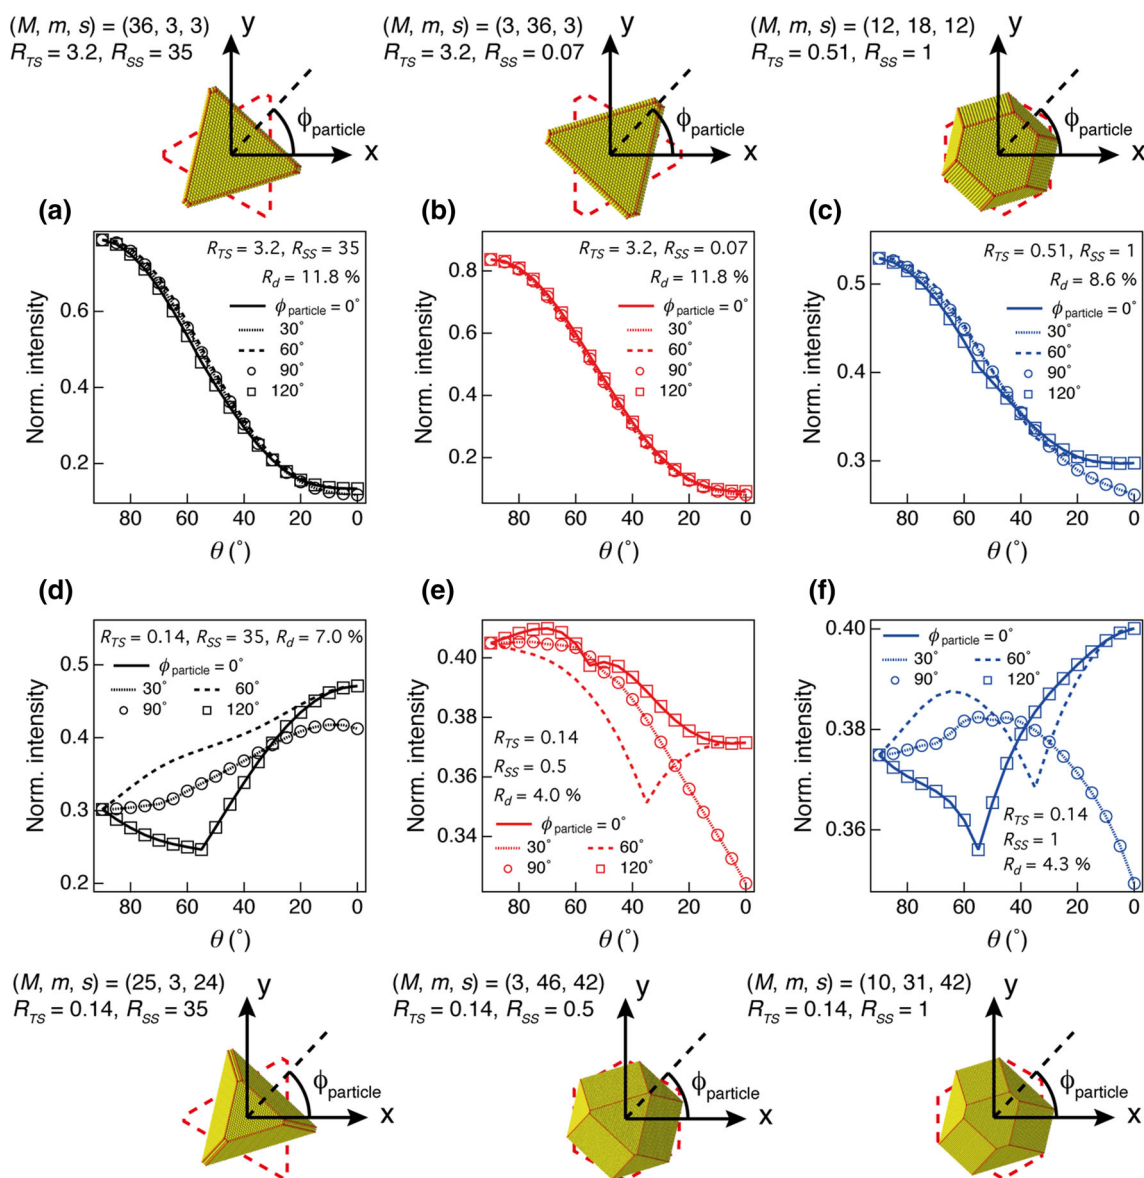 (M, m, s) = (36, 3, 3)
R_TS = 3.2, R_SS = 35
y
ϕ_particle
x
(M, m, s) = (3, 36, 3)
R_TS = 3.2, R_SS = 0.07
y
ϕ_particle
x
(M, m, s) = (12, 18, 12)
R_TS = 0.51, R_SS = 1
y
ϕ_particle
x
(a)
R_TS = 3.2, R_SS = 35
R_d = 11.8 %
ϕ_particle = 0°
30°
60°
90°
120°
Norm. intensity
0.6
0.4
0.2
80 60 40 20 0
θ (°)
(b)
R_TS = 3.2, R_SS = 0.07
R_d = 11.8 %
ϕ_particle = 0°
30°
60°
90°
120°
Norm. intensity
0.8
0.6
0.4
0.2
80 60 40 20 0
θ (°)
(c)
R_TS = 0.51, R_SS = 1
R_d = 8.6 %
ϕ_particle = 0°
30°
60°
90°
120°
Norm. intensity
0.5
0.4
0.3
80 60 40 20 0
θ (°)
(d)
R_TS = 0.14, R_SS = 35, R_d = 7.0 %
ϕ_particle = 0°
30° 60°
90° 120°
Norm. intensity
0.5
0.4
0.3
0.2
80 60 40 20 0
θ (°)
(e)
R_TS = 0.14
R_SS = 0.5
R_d = 4.0 %
ϕ_particle = 0°
30° 60°
90° 120°
Norm. intensity
0.40
0.38
0.36
0.34
80 60 40 20 0
θ (°)
(f)
ϕ_particle = 0°
30° 60°
90° 120°
R_TS = 0.14
R_SS = 1
R_d = 4.3 %
Norm. intensity
0.40
0.38
0.36
80 60 40 20 0
θ (°)
(M, m, s) = (25, 3, 24)
R_TS = 0.14, R_SS = 35
y
ϕ_particle
x
(M, m, s) = (3, 46, 42)
R_TS = 0.14, R_SS = 0.5
y
ϕ_particle
x
(M, m, s) = (10, 31, 42)
R_TS = 0.14, R_SS = 1
y
ϕ_particle
x